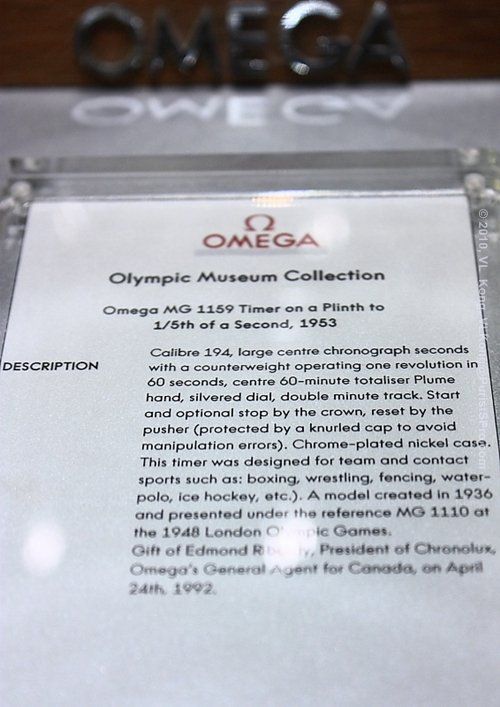 OMEGA
Ω
OMEGA
Olympic Museum Collection
Omega MG 1159 Timer on a Plinth to
1/5th of a Second, 1953
DESCRIPTION
Calibre 194, large centre chronograph seconds
with a counterweight operating one revolution in
60 seconds, centre 60-minute totaliser Plume
hand, silvered dial, double minute track. Start
and optional stop by the crown, reset by the
pusher (protected by a knurled cap to avoid
manipulation errors). Chrome-plated nickel case.
This timer was designed for team and contact
sports such as: boxing, wrestling, fencing, water-
polo, ice hockey, etc.). A model created in 1936
and presented under the reference MG 1110 at
the 1948 London Olympic Games.
Gift of Edmond President of Chronolux,
Omega's General Agent for Canada, on April
24th, 1992.
© 2010, VL, Kong